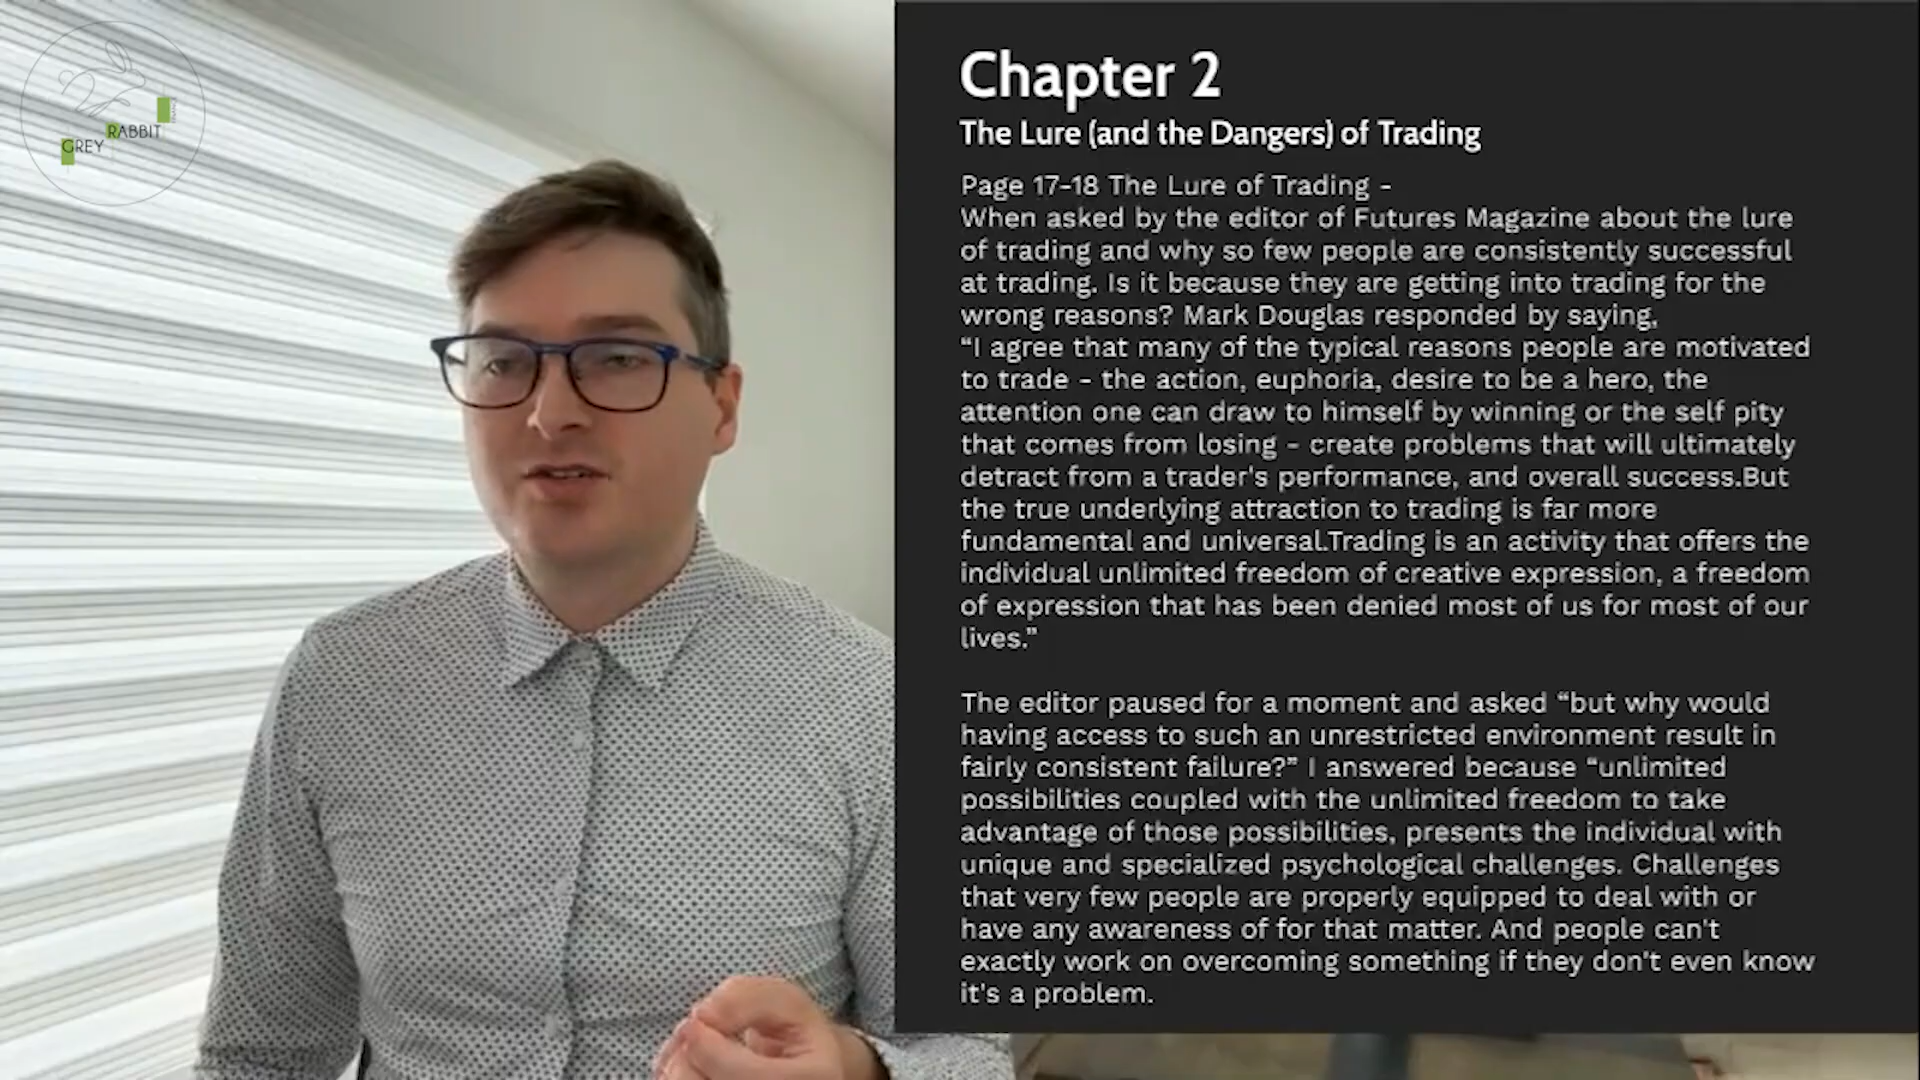 GREY RABBIT
Chapter 2
The Lure (and the Dangers) of Trading
Page 17-18 The Lure of Trading -
When asked by the editor of Futures Magazine about the lure
of trading and why so few people are consistently successful
at trading. Is it because they are getting into trading for the
wrong reasons? Mark Douglas responded by saying,
“I agree that many of the typical reasons people are motivated
to trade - the action, euphoria, desire to be a hero, the
attention one can draw to himself by winning or the self pity
that comes from losing - create problems that will ultimately
detract from a trader's performance, and overall success.But
the true underlying attraction to trading is far more
fundamental and universal.Trading is an activity that offers the
individual unlimited freedom of creative expression, a freedom
of expression that has been denied most of us for most of our
lives.”
The editor paused for a moment and asked “but why would
having access to such an unrestricted environment result in
fairly consistent failure?” I answered because “unlimited
possibilities coupled with the unlimited freedom to take
advantage of those possibilities, presents the individual with
unique and specialized psychological challenges. Challenges
that very few people are properly equipped to deal with or
have any awareness of for that matter. And people can't
exactly work on overcoming something if they don't even know
it's a problem.